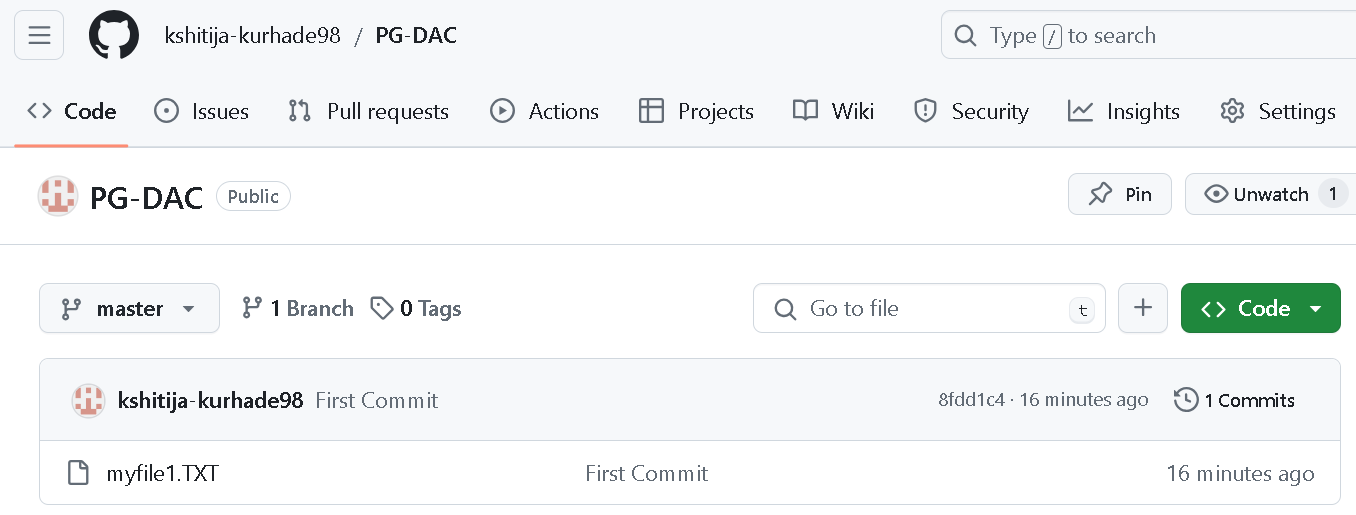 kshitija-kurhade98 / PG-DAC Type / to search
Code Issues Pull requests Actions Projects Wiki Security Insights Settings
PG-DAC Public Pin Unwatch 1
master 1 Branch 0 Tags Go to file t + Code
kshitija-kurhade98 First Commit 8fdd1c4 · 16 minutes ago 1 Commits
myfile1.TXT First Commit 16 minutes ago